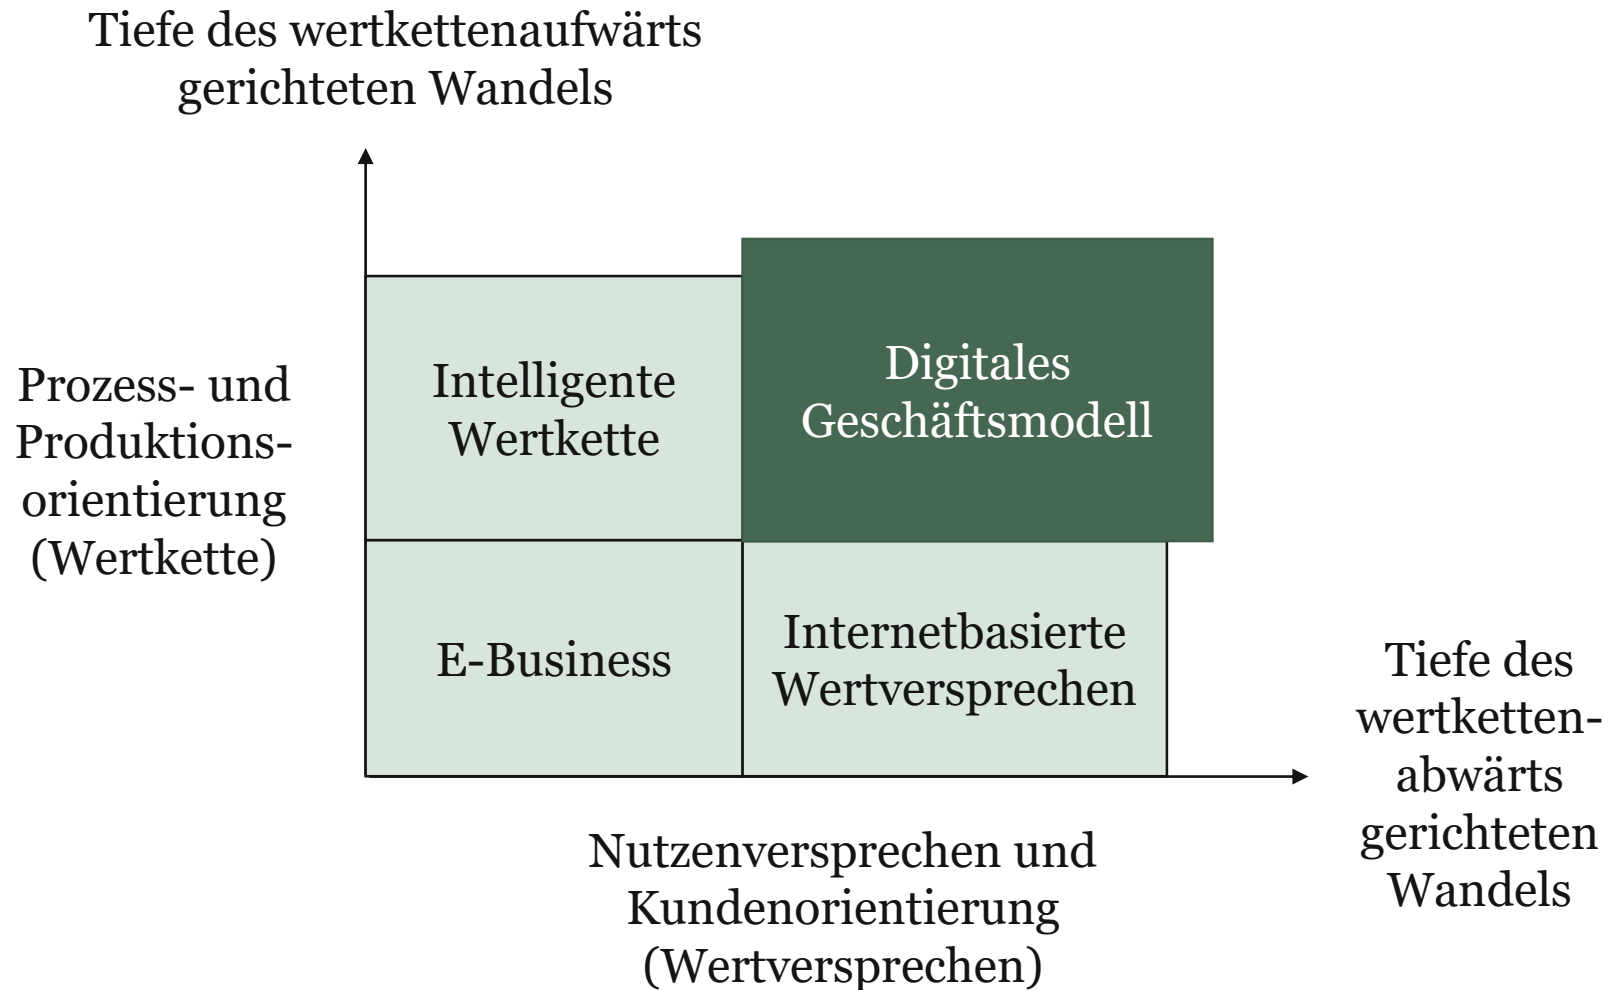 Tiefe des wertkettenaufwärts
gerichteten Wandels
Prozess- und
Produktions-
orientierung
(Wertkette)
Intelligente
Wertkette
Digitales
Geschäftsmodell
E-Business
Internetbasierte
Wertversprechen
Tiefe des
wertketten-
abwärts
gerichteten
Wandels
Nutzenversprechen und
Kundenorientierung
(Wertversprechen)